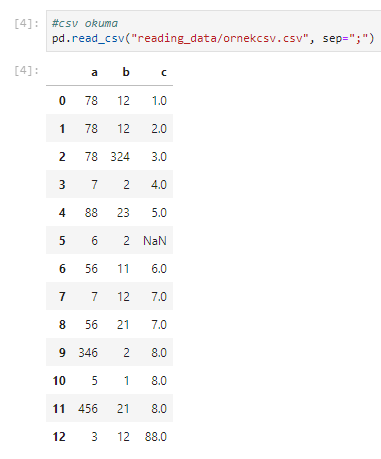 [4]: #csv okuma
pd.read_csv("reading_data/ornekcsv.csv", sep=";")
[4]:
a b c
0 78 12 1.0
1 78 12 2.0
2 78 324 3.0
3 7 2 4.0
4 88 23 5.0
5 6 2 NaN
6 56 11 6.0
7 7 12 7.0
8 56 21 7.0
9 346 2 8.0
10 5 1 8.0
11 456 21 8.0
12 3 12 88.0